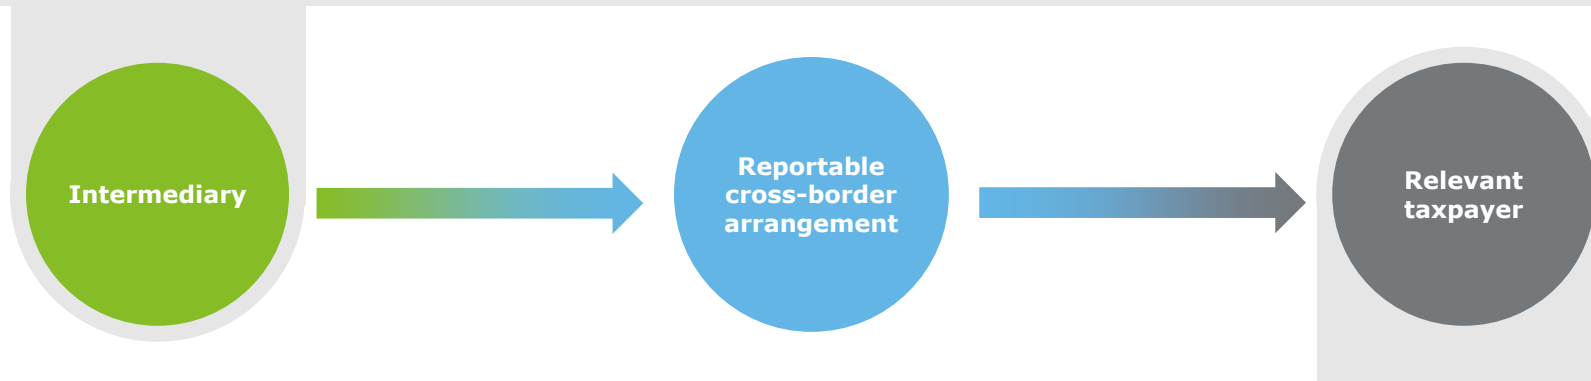 Intermediary
Reportable
cross-border
arrangement
Relevant
taxpayer